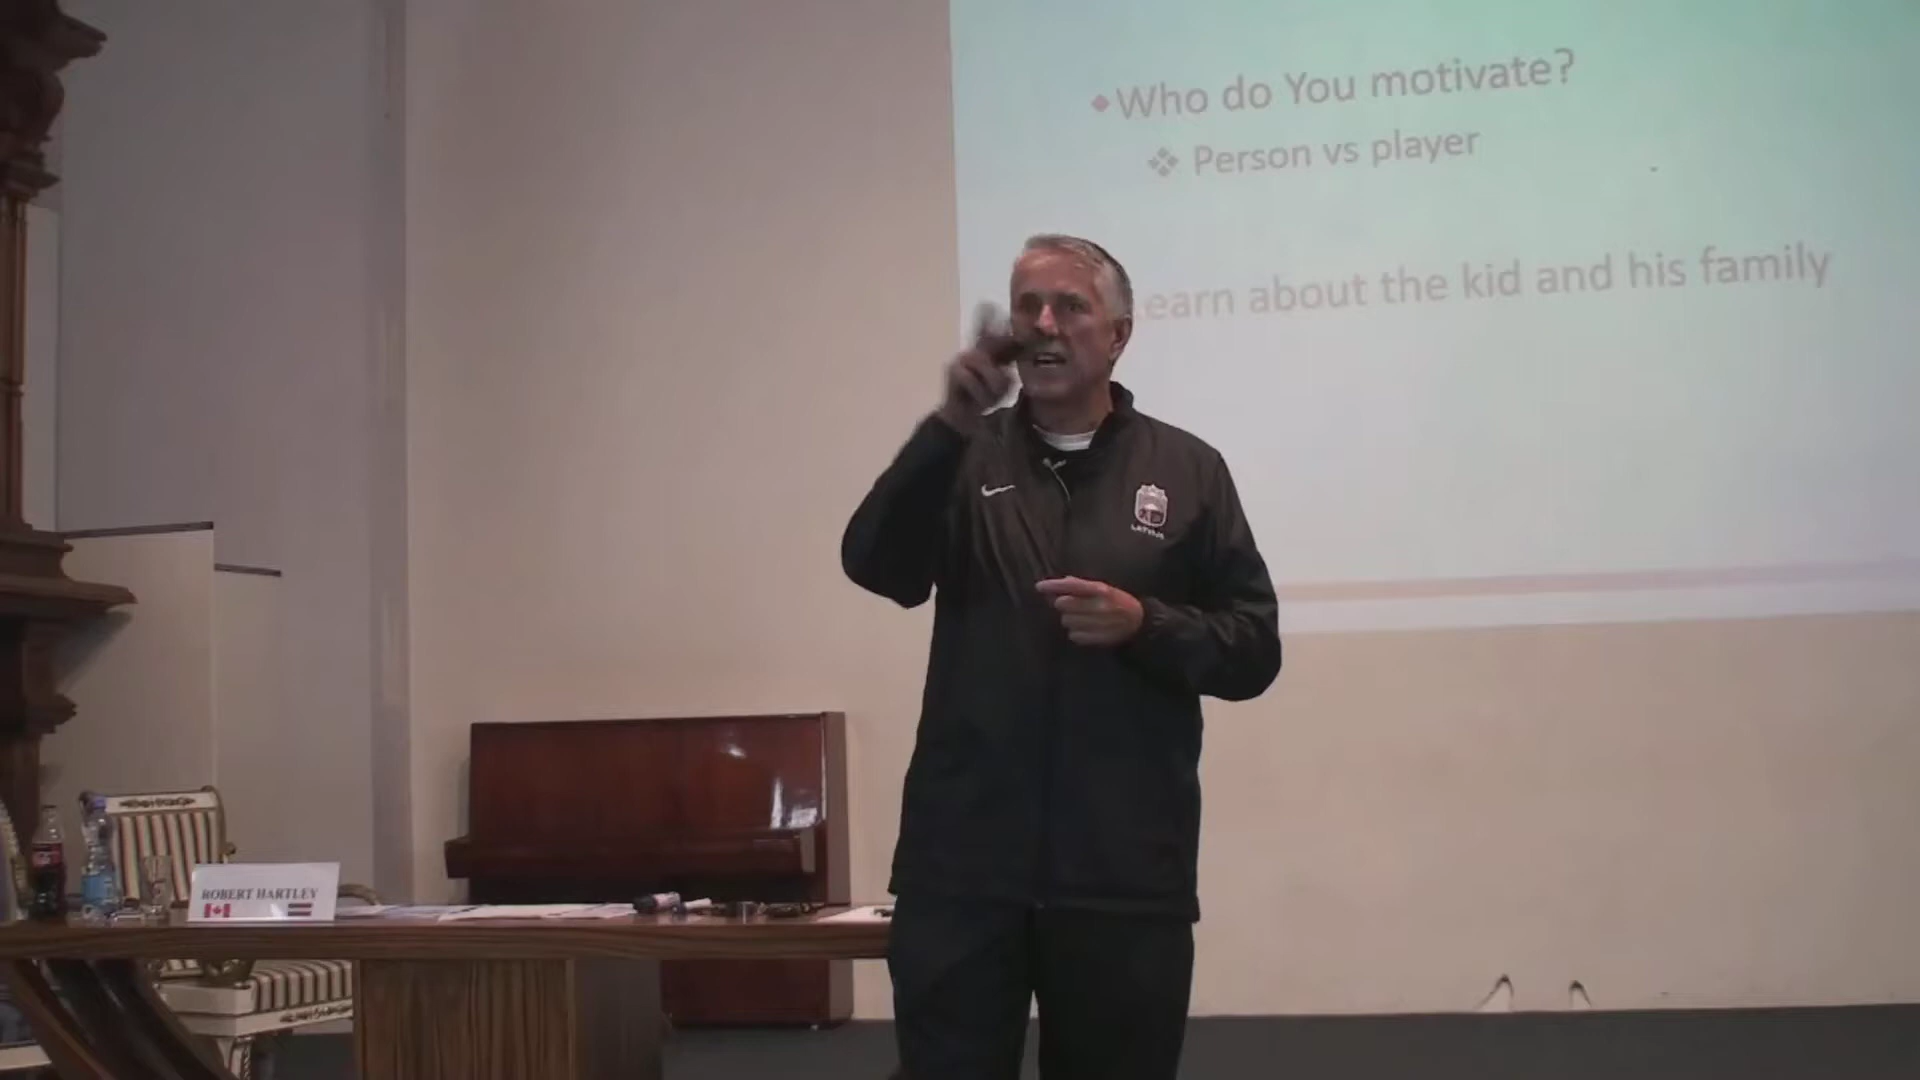 Who do You motivate?
Person vs player
earn about the kid and his family
LATVIJA
ROBERT HARTLEY